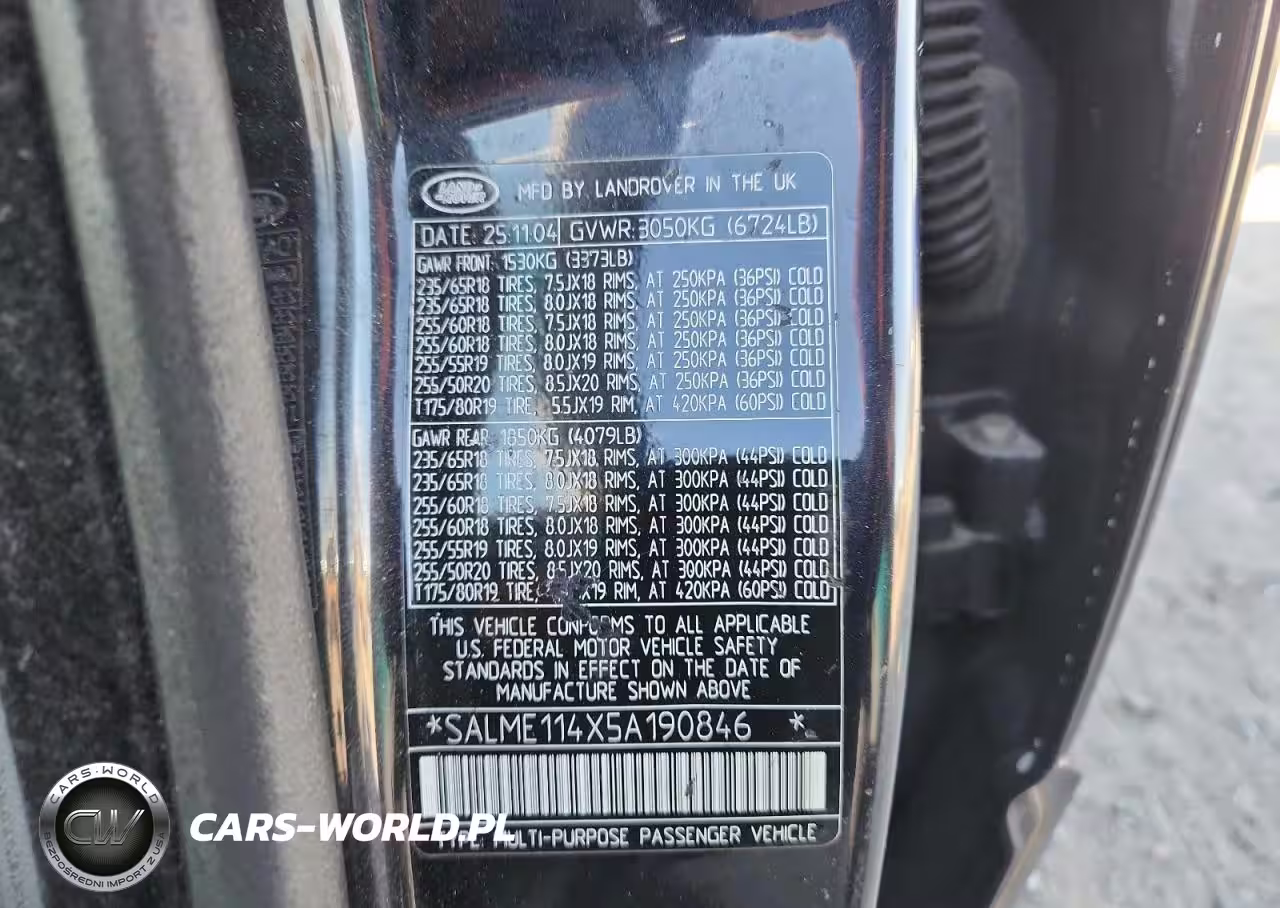 LAND ROVER
MFD BY LANDROVER IN THE UK
DATE: 25:11:04 GVWR: 3050KG (6724LB)
GAWR FRONT: 1530KG (3373LB)
235/65R18 TIRES, 7.5JX18 RIMS, AT 250KPA (36PSI) COLD
235/65R18 TIRES, 8.0JX18 RIMS, AT 250KPA (36PSI) COLD
255/60R18 TIRES, 7.5JX18 RIMS, AT 250KPA (36PSI) COLD
255/60R18 TIRES, 8.0JX18 RIMS, AT 250KPA (36PSI) COLD
255/55R19 TIRES, 8.0JX19 RIMS, AT 250KPA (36PSI) COLD
255/50R20 TIRES, 8.5JX20 RIMS, AT 250KPA (36PSI) COLD
T175/80R19 TIRE, 5.5JX19 RIM, AT 420KPA (60PSI) COLD
GAWR REAR: 1850KG (4079LB)
235/65R18 TIRES, 7.5JX18 RIMS, AT 300KPA (44PSI) COLD
235/65R18 TIRES, 8.0JX18 RIMS, AT 300KPA (44PSI) COLD
255/60R18 TIRES, 7.5JX18 RIMS, AT 300KPA (44PSI) COLD
255/60R18 TIRES, 8.0JX18 RIMS, AT 300KPA (44PSI) COLD
255/55R19 TIRES, 8.0JX19 RIMS, AT 300KPA (44PSI) COLD
255/50R20 TIRES, 8.5JX20 RIMS, AT 300KPA (44PSI) COLD
T175/80R19 TIRE, RIM, AT 420KPA (60PSI) COLD
THIS VEHICLE CONFORMS TO ALL APPLICABLE
U.S. FEDERAL MOTOR VEHICLE SAFETY
STANDARDS IN EFFECT ON THE DATE OF
MANUFACTURE SHOWN ABOVE
*SALME114X5A190846 *
TYPE: MULTI-PURPOSE PASSENGER VEHICLE
CARS-WORLD
CW
BEZPOŚREDNI IMPORT Z USA
CARS-WORLD.PL